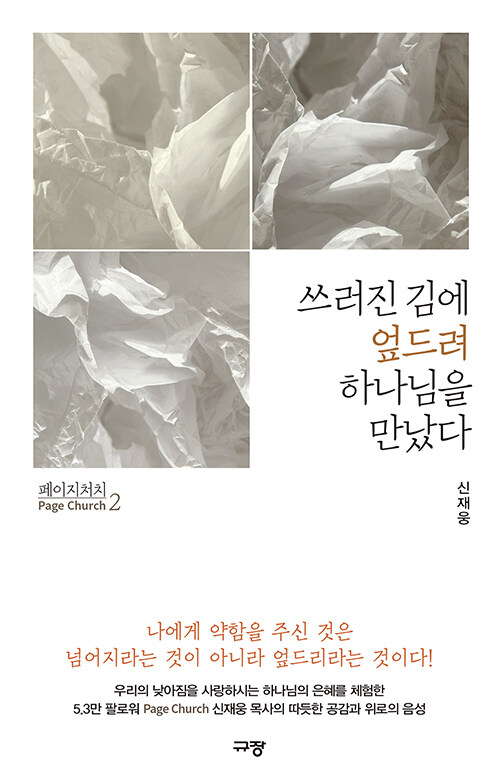 쓰러진 김에
엎드려
하나님을
만났다
신재웅
페이지처치
Page Church 2
나에게 약함을 주신 것은
넘어지라는 것이 아니라 엎드리라는 것이다!
우리의 낮아짐을 사랑하시는 하나님의 은혜를 체험한
5.3만 팔로워 Page Church 신재웅 목사의 따듯한 공감과 위로의 음성
규장